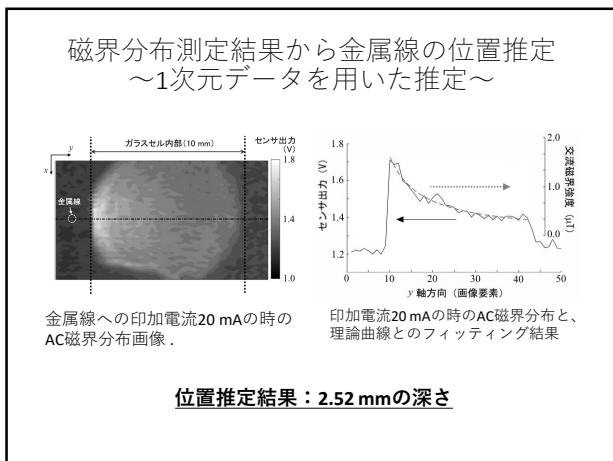 磁界分布測定結果から金属線の位置推定
～1次元データを用いた推定～
ガラスセル内部(10 mm)
センサ出力
(V)
y
x
金属線
1.8
1.4
1.0
金属線への印加電流20 mAの時の
AC磁界分布画像 .
センサ出力 (V)
1.8
1.6
1.4
1.2
2.0
1.0
0.0
交流磁界強度 (μT)
0 10 20 30 40 50
y 軸方向（画像要素）
印加電流20 mAの時のAC磁界分布と、
理論曲線とのフィッティング結果
位置推定結果：2.52 mmの深さ